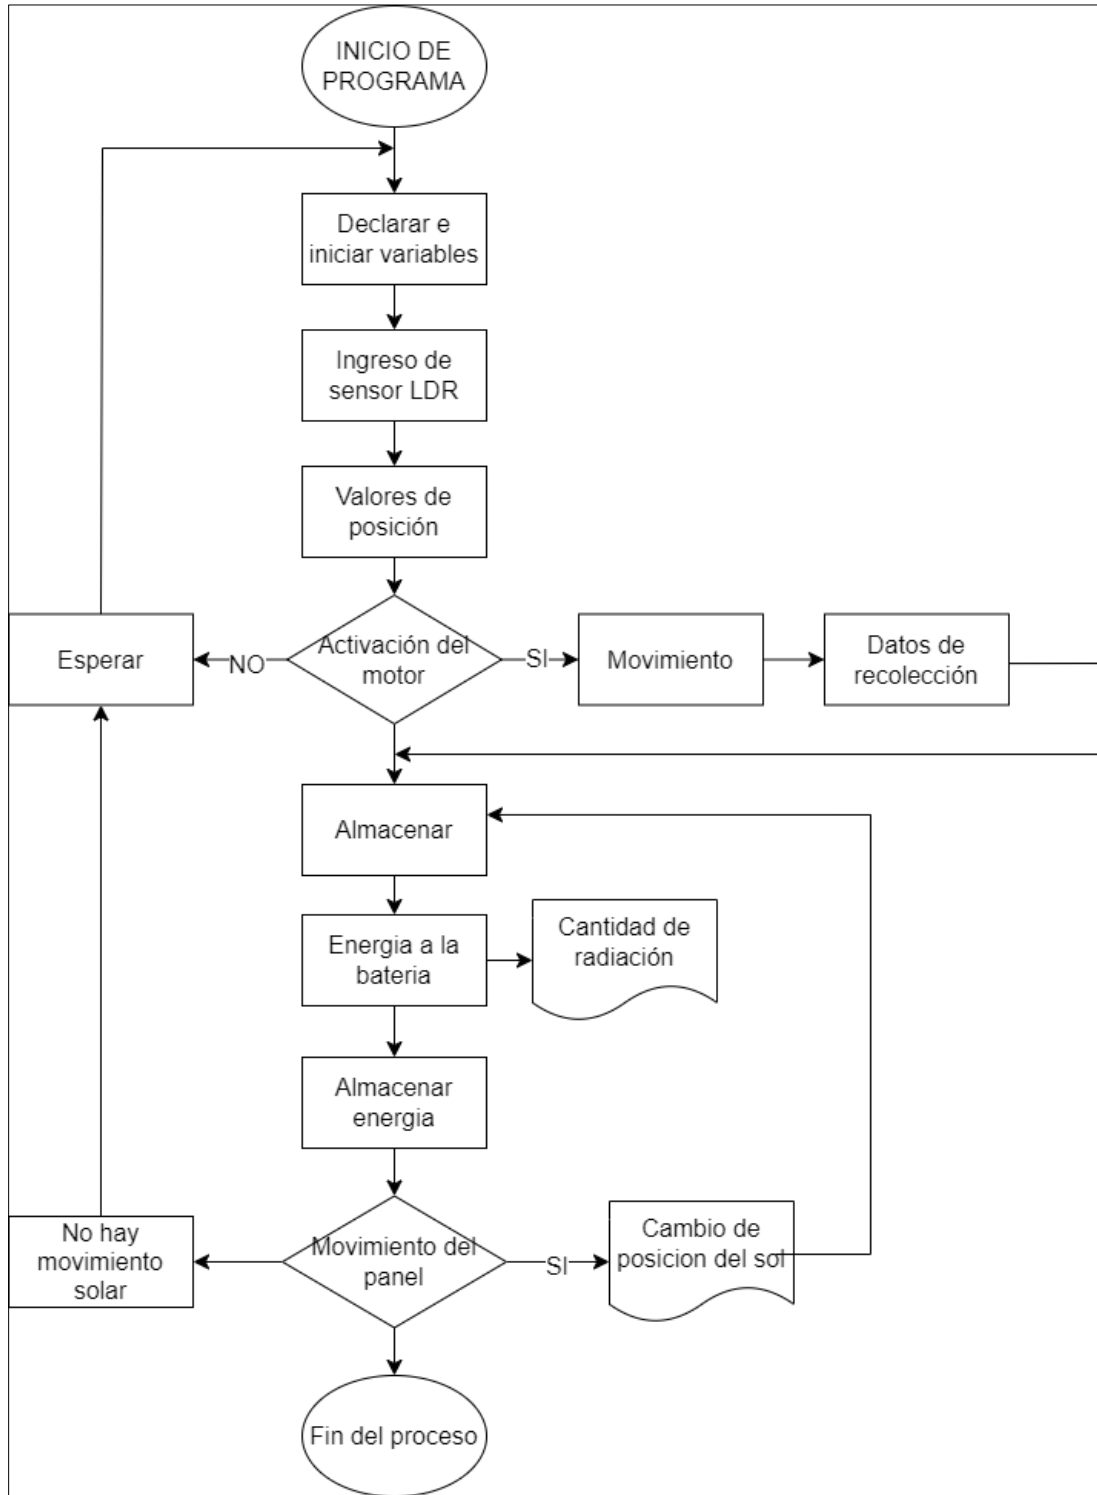 INICIO DE
PROGRAMA
Declarar e
iniciar variables
Ingreso de
sensor LDR
Valores de
posición
Esperar
NO
Activación del
motor
SI
Movimiento
Datos de
recolección
Almacenar
Energia a la
bateria
Cantidad de
radiación
Almacenar
energia
No hay
movimiento
solar
Movimiento del
panel
SI
Cambio de
posicion del sol
Fin del proceso